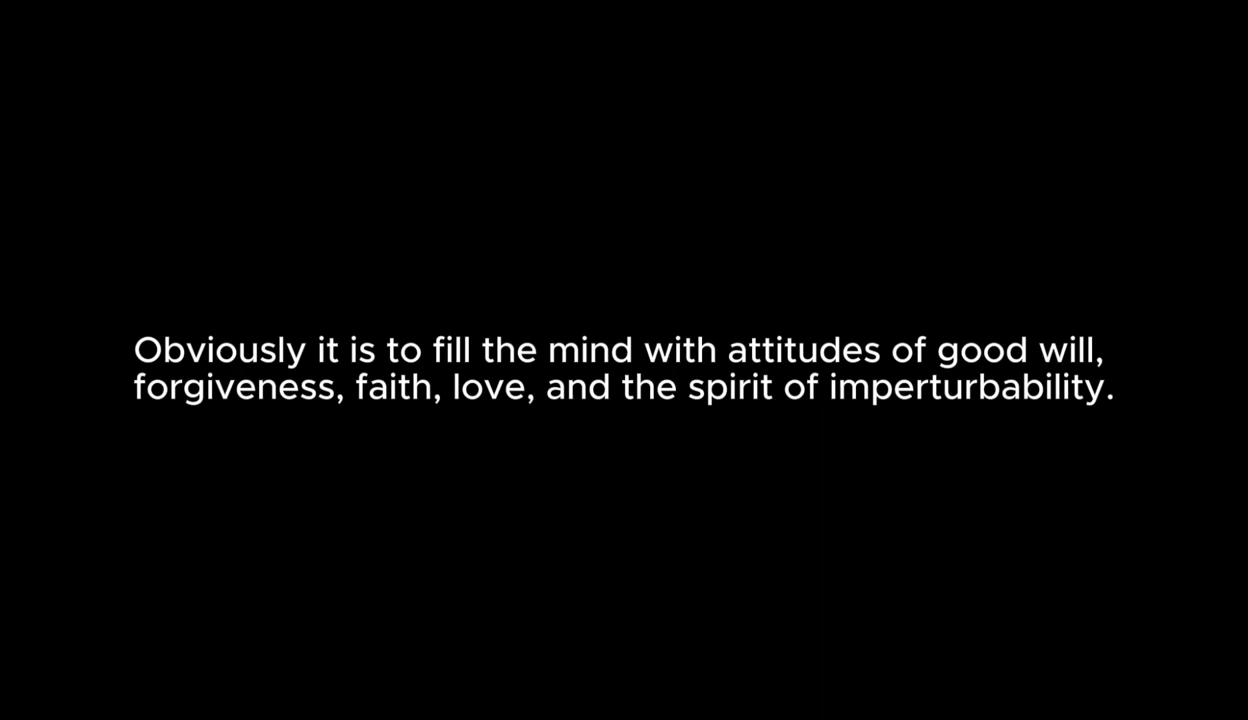 Obviously it is to fill the mind with attitudes of good will,
forgiveness, faith, love, and the spirit of imperturbability.